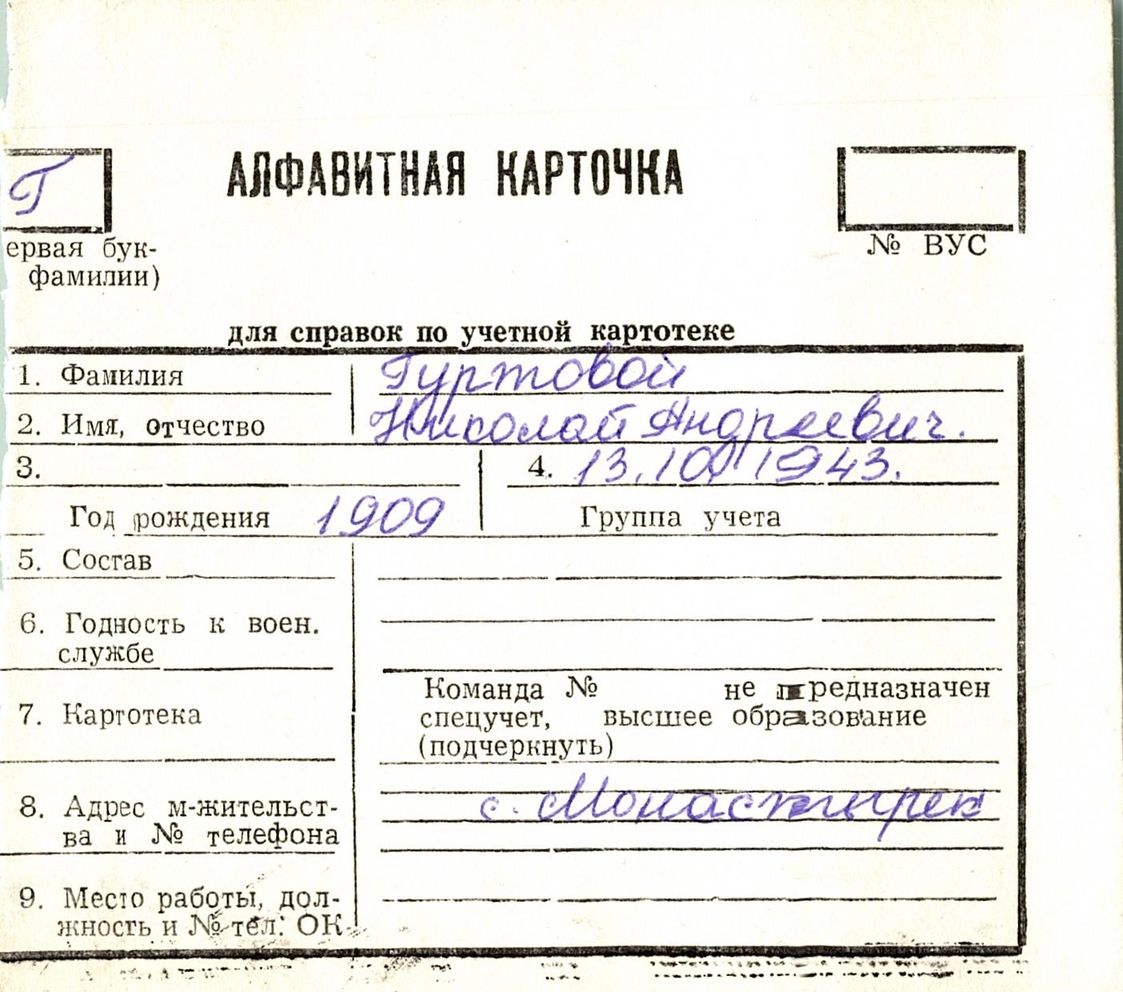 Г
АЛФАВИТНАЯ КАРТОЧКА
ервая бук-
фамилии)
№ ВУС
для справок по учетной картотеке
1. Фамилия Гуртовой
2. Имя, отчество Николай Андреевич.
3. 4. 13.10 1943.
Год рождения 1909 Группа учета
5. Состав
6. Годность к воен.
службе
Команда № не предназначен
7. Картотека спецучет, высшее образование
(подчеркнуть)
8. Адрес м-жительст- с. Монастырек
ва и № телефона
9. Место работы, дол-
жность и № тел. ОК